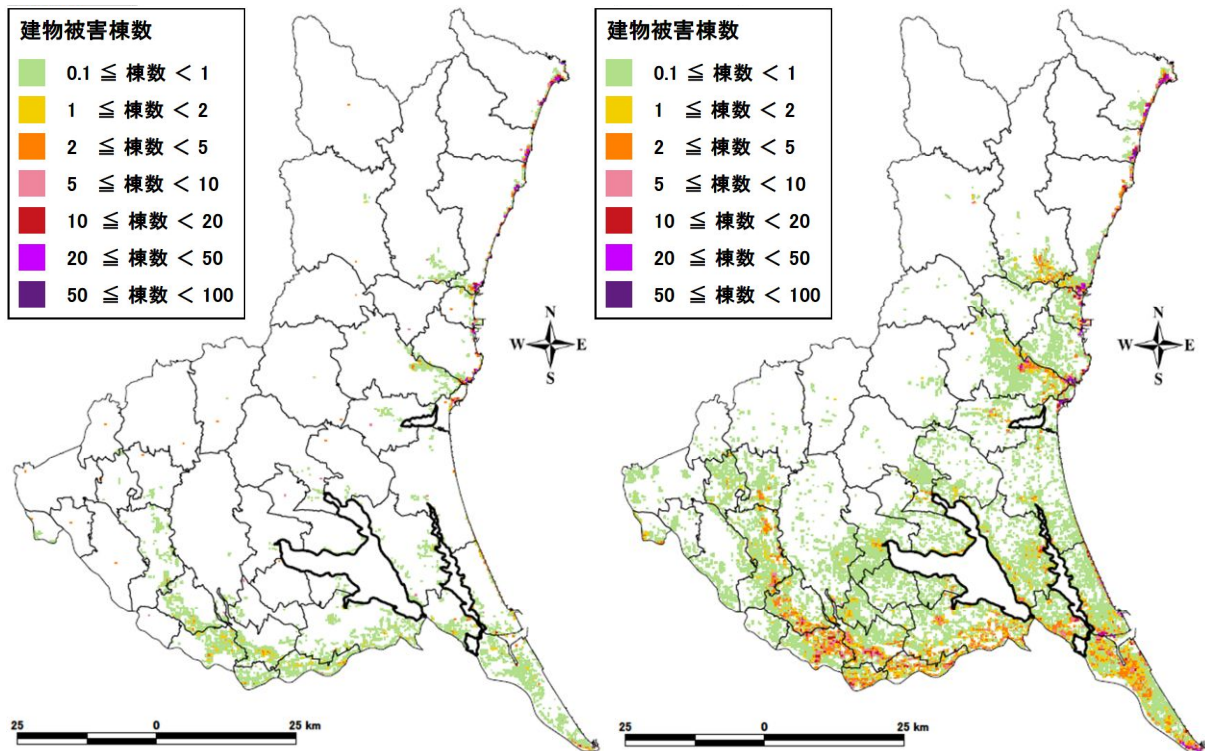 建物被害棟数
0.1 ≦ 棟数 < 1
1 ≦ 棟数 < 2
2 ≦ 棟数 < 5
5 ≦ 棟数 < 10
10 ≦ 棟数 < 20
20 ≦ 棟数 < 50
50 ≦ 棟数 < 100
N
W E
S
25 0 25 km
建物被害棟数
0.1 ≦ 棟数 < 1
1 ≦ 棟数 < 2
2 ≦ 棟数 < 5
5 ≦ 棟数 < 10
10 ≦ 棟数 < 20
20 ≦ 棟数 < 50
50 ≦ 棟数 < 100
N
W E
S
25 0 25 km